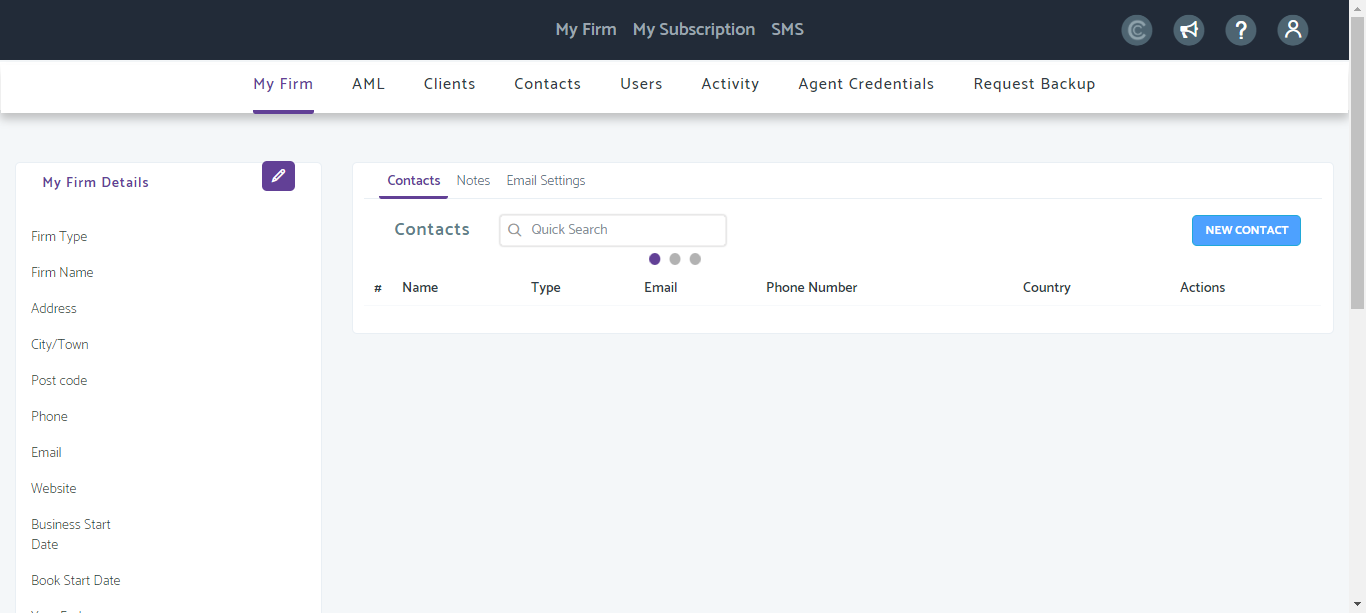 My Firm My Subscription SMS
My Firm AML Clients Contacts Users Activity Agent Credentials Request Backup
My Firm Details
Firm Type
Firm Name
Address
City/Town
Post code
Phone
Email
Website
Business Start
Date
Book Start Date
Contacts Notes Email Settings
Contacts Quick Search NEW CONTACT
# Name Type Email Phone Number Country Actions